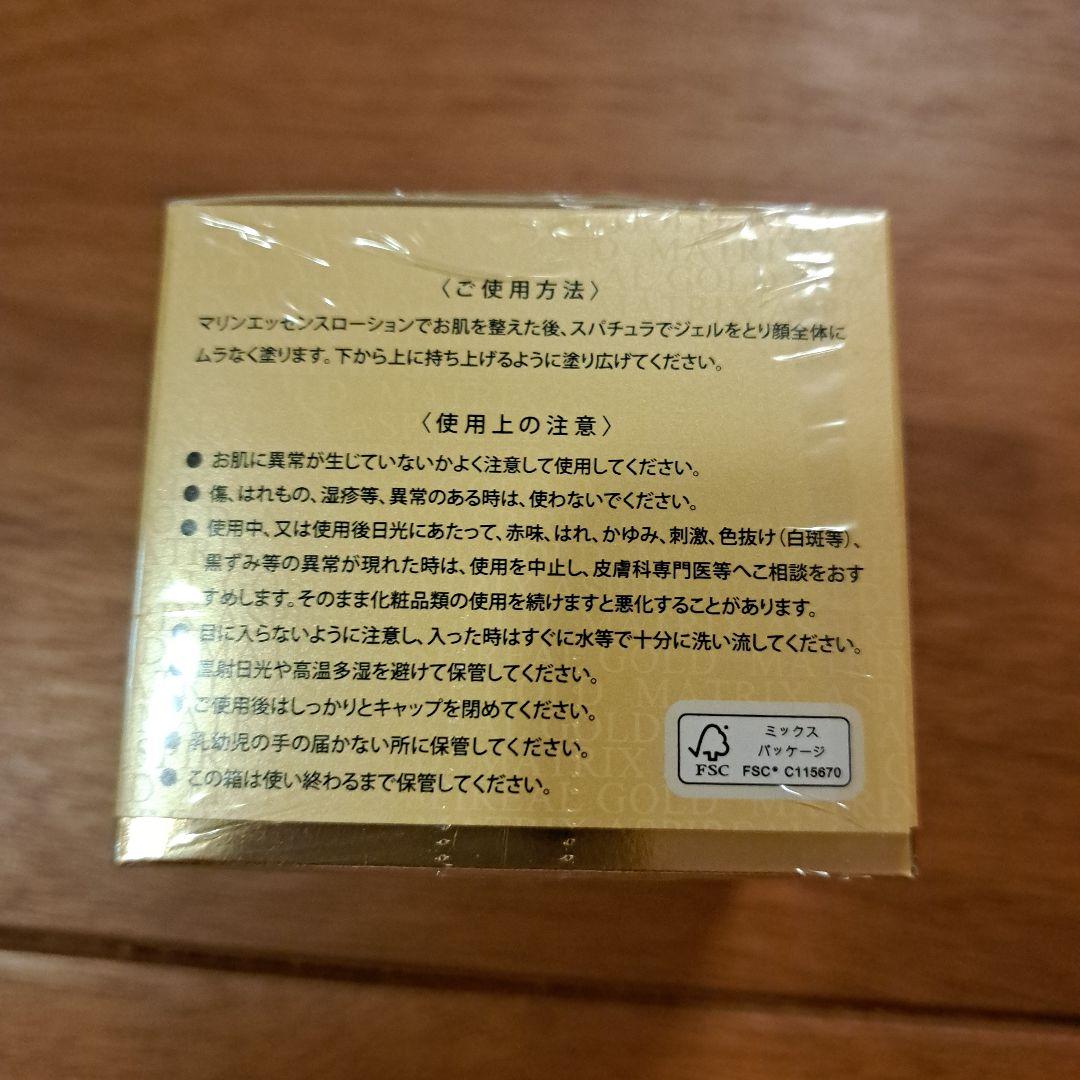 〈ご使用方法〉
マリンエッセンスローションでお肌を整えた後、スパチュラでジェルをとり顔全体に
ムラなく塗ります。下から上に持ち上げるように塗り広げてください。
〈使用上の注意〉
● お肌に異常が生じていないかよく注意して使用してください。
● 傷、はれもの、湿疹等、異常のある時は、使わないでください。
● 使用中、又は使用後日光にあたって、赤味、はれ、かゆみ、刺激、色抜け(白斑等)、
黒ずみ等の異常が現れた時は、使用を中止し、皮膚科専門医等へご相談をおす
すめします。そのまま化粧品類の使用を続けますと悪化することがあります。
● 目に入らないように注意し、入った時はすぐに水等で十分に洗い流してください。
● 直射日光や高温多湿を避けて保管してください。
● ご使用後はしっかりとキャップを閉めてください。
● 乳幼児の手の届かない所に保管してください。
● この箱は使い終わるまで保管してください。
ミックス
パッケージ
FSC FSC® C115670